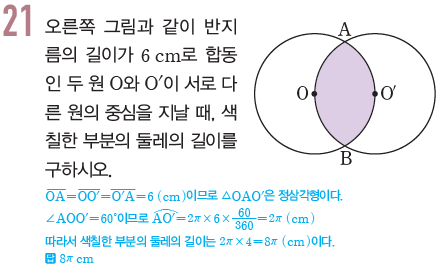 21
오른쪽 그림과 같이 반지
름의 길이가 6 cm로 합동
인 두 원 O와 O′이 서로 다
른 원의 중심을 지날 때, 색
칠한 부분의 둘레의 길이를
구하시오.
A
O
O′
B
OA=OO′=O′A=6 (cm)이므로 △OAO′은 정삼각형이다.
∠AOO′=60°이므로 AO′=2π×6×60/360=2π (cm)
따라서 색칠한 부분의 둘레의 길이는 2π×4=8π (cm)이다.
답 8π cm